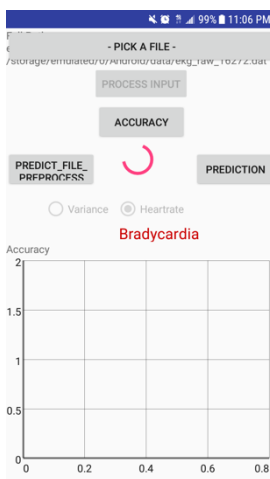 99% 11:06 PM
- PICK A FILE -
/storage/emulated/0/Android/data/ekg_raw_16272.dat
PROCESS INPUT
ACCURACY
PREDICT_FILE_
PREPROCESS
PREDICTION
Variance Heartrate
Bradycardia
Accuracy
2
1.5
1
0.5
0
0 0.2 0.4 0.6 0.8